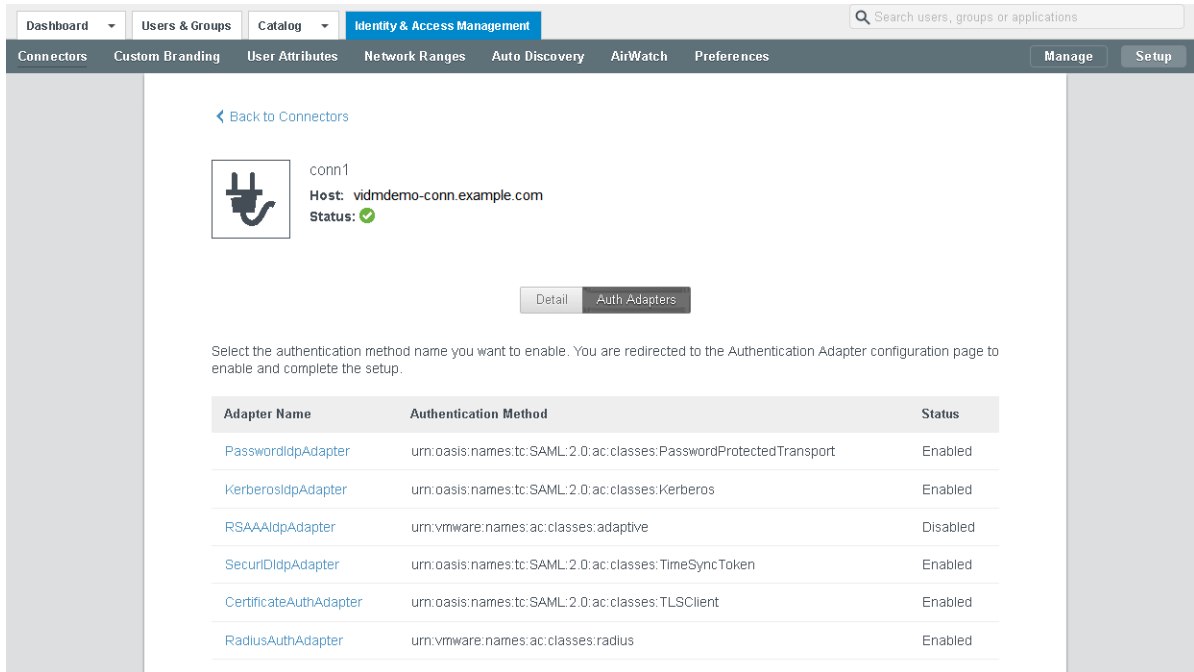 Dashboard Users & Groups Catalog Identity & Access Management Search users, groups or applications
Connectors Custom Branding User Attributes Network Ranges Auto Discovery AirWatch Preferences Manage Setup
Back to Connectors
conn1
Host: vidmdemo-conn.example.com
Status:
Detail Auth Adapters
Select the authentication method name you want to enable. You are redirected to the Authentication Adapter configuration page to
enable and complete the setup.
Adapter Name Authentication Method Status
PasswordIdpAdapter urn:oasis:names:tc:SAML:2.0:ac:classes:PasswordProtectedTransport Enabled
KerberosIdpAdapter urn:oasis:names:tc:SAML:2.0:ac:classes:Kerberos Enabled
RSAAAIdpAdapter urn:vmware:names:ac:classes:adaptive Disabled
SecurIDIdpAdapter urn:oasis:names:tc:SAML:2.0:ac:classes:TimeSyncToken Enabled
CertificateAuthAdapter urn:oasis:names:tc:SAML:2.0:ac:classes:TLSClient Enabled
RadiusAuthAdapter urn:vmware:names:ac:classes:radius Enabled